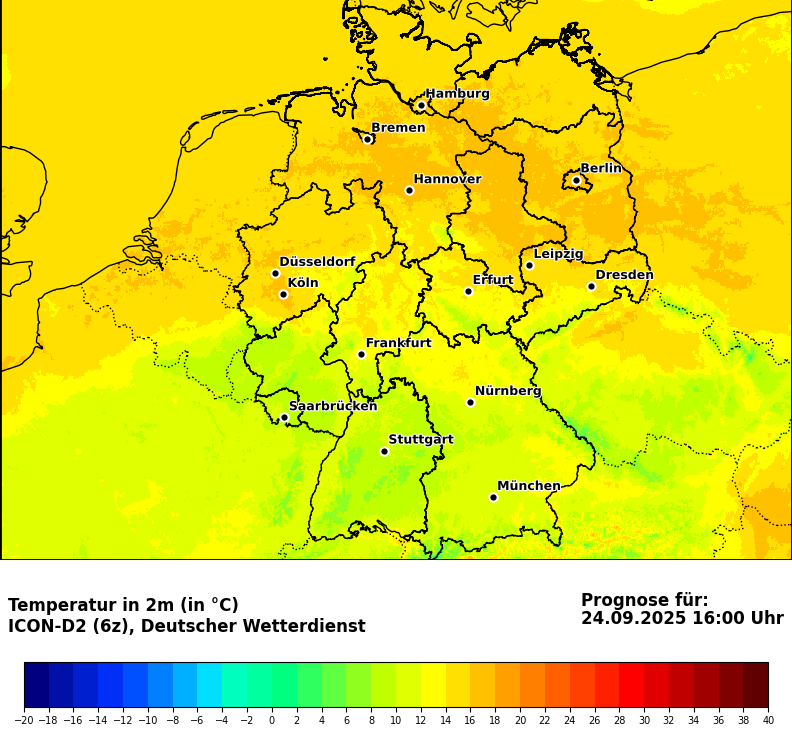 Hamburg
Bremen
Berlin
Hannover
Leipzig
Düsseldorf
Dresden
Köln
Erfurt
Frankfurt
Nürnberg
Saarbrücken
Stuttgart
München
Temperatur in 2m (in °C)
ICON-D2 (6z), Deutscher Wetterdienst
Prognose für:
24.09.2025 16:00 Uhr
−20 −18 −16 −14 −12 −10 −8 −6 −4 −2 0 2 4 6 8 10 12 14 16 18 20 22 24 26 28 30 32 34 36 38 40